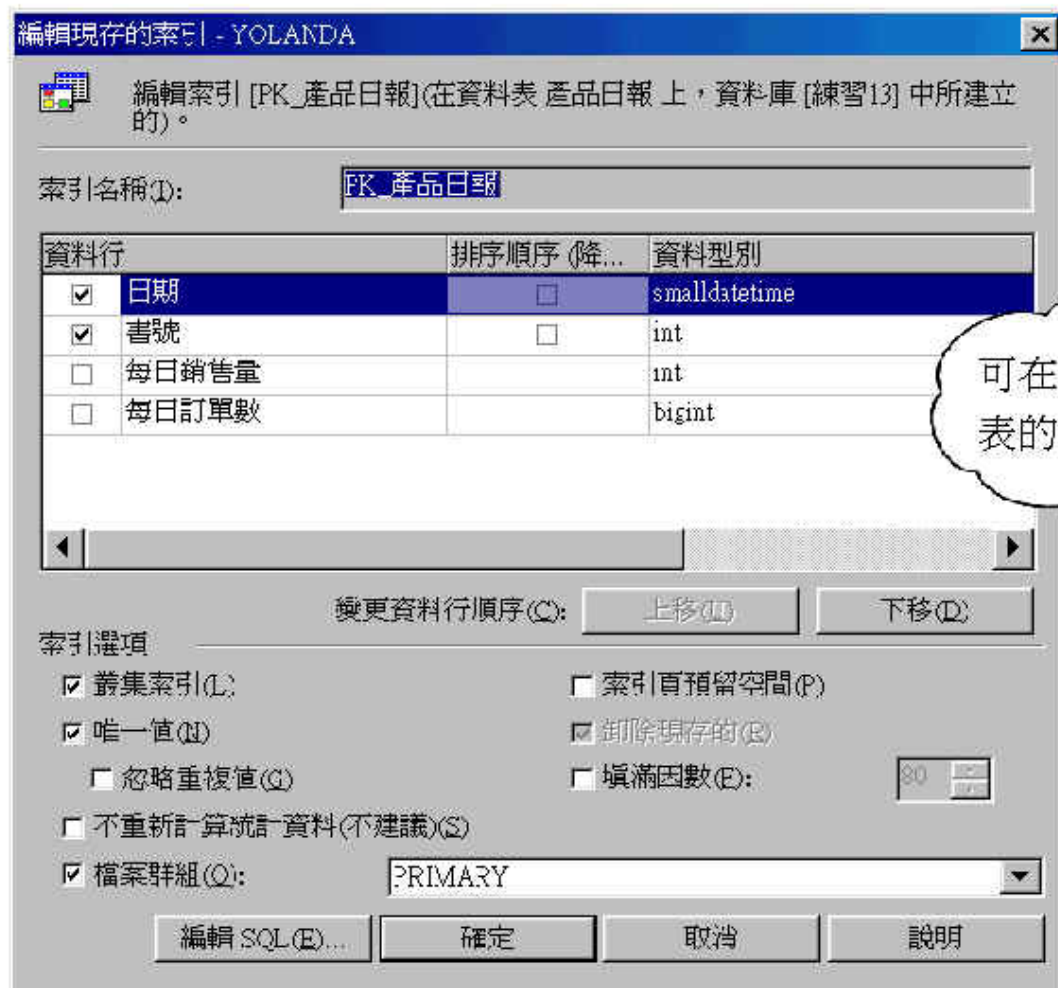 編輯現存的索引 - YOLANDA
編輯索引 [PK_產品日報](在資料表 產品日報 上，資料庫 [練習13] 中所建立
的)。
索引名稱(I):
PK_產品日報
資料行 排序順序 (降... 資料型別
日期 smalldatetime
書號 int
每日銷售量 int
每日訂單數 bigint
可在
表的
變更資料行順序(C): 上移(U) 下移(D)
索引選項
叢集索引(L) 索引頁預留空間(P)
唯一值(N) 卸除現存的(R)
忽略重複值(G) 填滿因數(F): 80
不重新計算統計資料(不建議)(S)
檔案群組(O): PRIMARY
編輯 SQL(E)... 確定 取消 說明